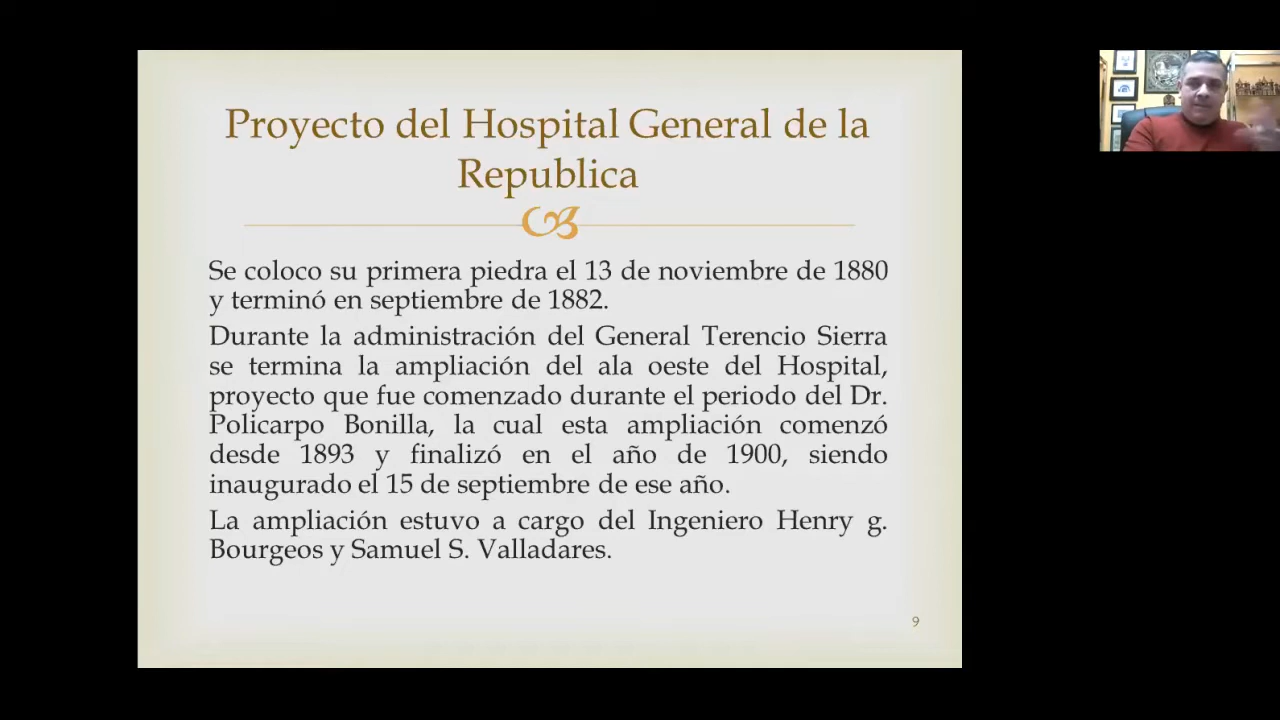 Proyecto del Hospital General de la
Republica
Se coloco su primera piedra el 13 de noviembre de 1880
y terminó en septiembre de 1882.
Durante la administración del General Terencio Sierra
se termina la ampliación del ala oeste del Hospital,
proyecto que fue comenzado durante el periodo del Dr.
Policarpo Bonilla, la cual esta ampliación comenzó
desde 1893 y finalizó en el año de 1900, siendo
inaugurado el 15 de septiembre de ese año.
La ampliación estuvo a cargo del Ingeniero Henry g.
Bourgeos y Samuel S. Valladares.
9